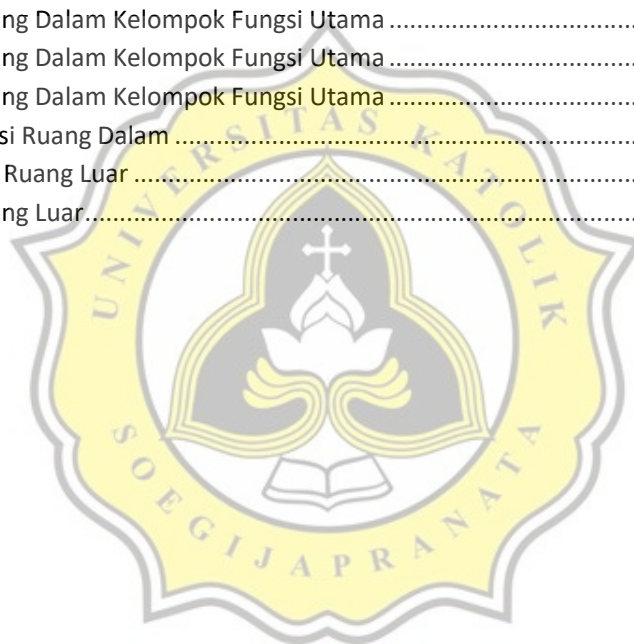 ng Dalam Kelompok Fungsi Utama ..............................
ng Dalam Kelompok Fungsi Utama ..............................
ng Dalam Kelompok Fungsi Utama ..............................
si Ruang Dalam ..........................................................
Ruang Luar ................................................................
ng Luar.......................................................................
UNIVERSITAS KATOLIK
SOEGIJAPRANATA